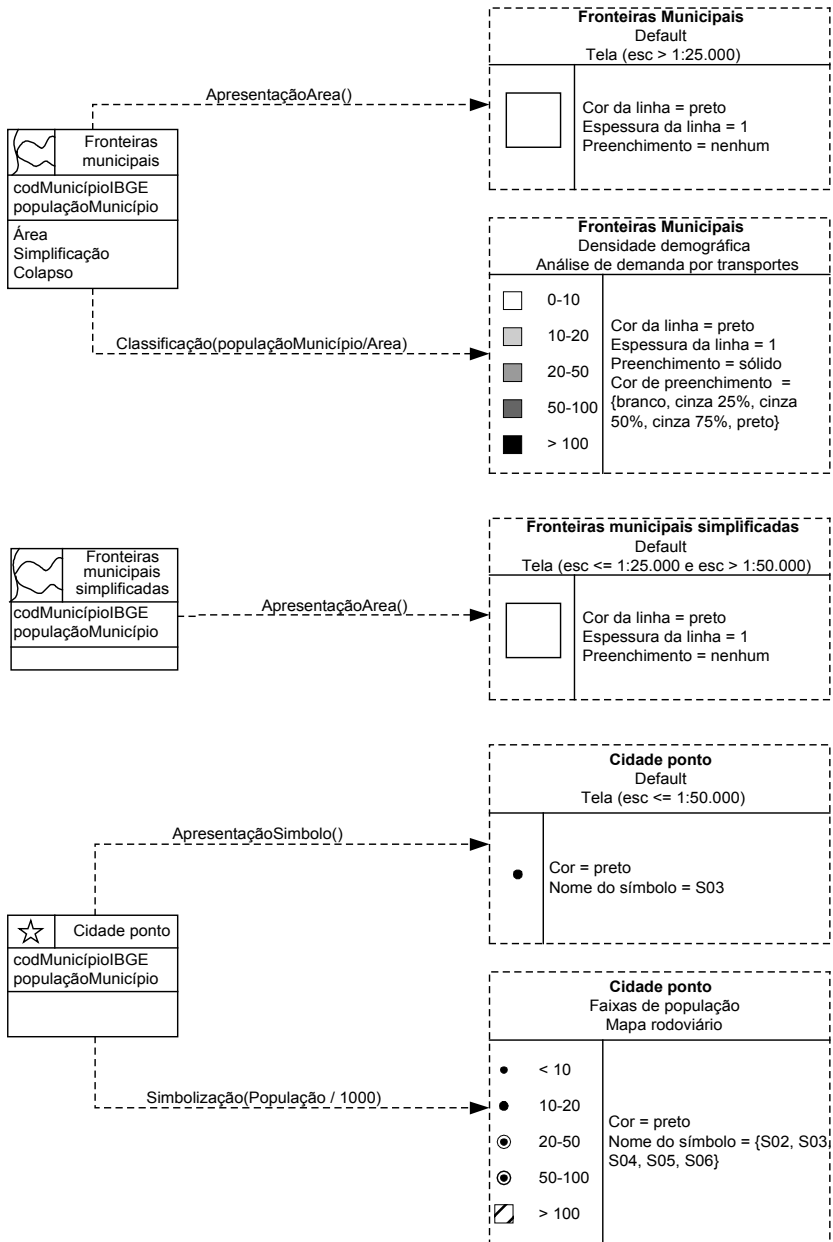 Fronteiras Municipais
Default
Tela (esc > 1:25.000)
ApresentaçãoArea()
Cor da linha = preto
Espessura da linha = 1
Preenchimento = nenhum
Fronteiras
municipais
codMunicípioIBGE
populaçãoMunicípio
Área
Simplificação
Colapso
Fronteiras Municipais
Densidade demográfica
Análise de demanda por transportes
Classificação(populaçãoMunicípio/Area)
0-10
10-20
20-50
50-100
> 100
Cor da linha = preto
Espessura da linha = 1
Preenchimento = sólido
Cor de preenchimento =
{branco, cinza 25%, cinza
50%, cinza 75%, preto}
Fronteiras municipais simplificadas
Default
Tela (esc <= 1:25.000 e esc > 1:50.000)
Fronteiras
municipais
simplificadas
codMunicípioIBGE
populaçãoMunicípio
ApresentaçãoArea()
Cor da linha = preto
Espessura da linha = 1
Preenchimento = nenhum
Cidade ponto
Default
Tela (esc <= 1:50.000)
ApresentaçãoSimbolo()
Cor = preto
Nome do símbolo = S03
Cidade ponto
codMunicípioIBGE
populaçãoMunicípio
Cidade ponto
Faixas de população
Mapa rodoviário
Simbolização(População / 1000)
< 10
10-20
20-50
50-100
> 100
Cor = preto
Nome do símbolo = {S02, S03,
S04, S05, S06}